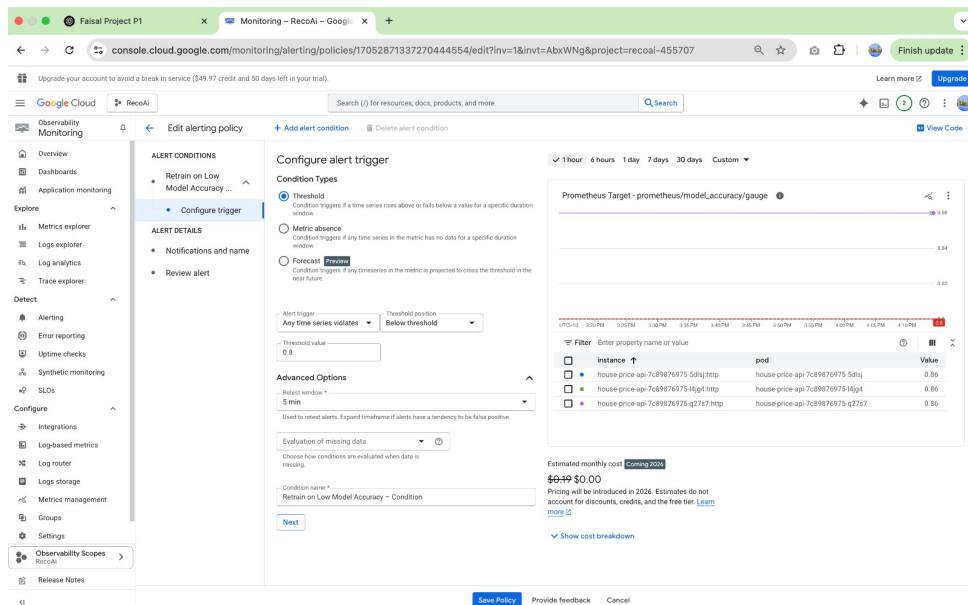 Faisal Project P1
Monitoring – RecoAi – Google
console.cloud.google.com/monitoring/alerting/policies/17052871337270444554/edit?inv=1&invt=AbxWNg&project=recoai-455707
Finish update
Upgrade your account to avoid a break in service ($49.97 credit and 50 days left in your trial).
Learn more
Upgrade
Google Cloud
RecoAi
Search (/) for resources, docs, products, and more
Search
2
Observability
Monitoring
Overview
Dashboards
Application monitoring
Explore
Metrics explorer
Logs explorer
Log analytics
Trace explorer
Detect
Alerting
Error reporting
Uptime checks
Synthetic monitoring
SLOs
Configure
Integrations
Log-based metrics
Log router
Logs storage
Metrics management
Groups
Settings
Observability Scopes
RecoAi
Release Notes
Edit alerting policy
Add alert condition
Delete alert condition
View Code
ALERT CONDITIONS
Retrain on Low
Model Accuracy ...
Configure trigger
ALERT DETAILS
Notifications and name
Review alert
Configure alert trigger
Condition Types
Threshold
Condition triggers if a time series rises above or falls below a value for a specific duration
window
Metric absence
Condition triggers if any time series in the metric has no data for a specific duration
window
Forecast Preview
Condition triggers if any timeseries in the metric is projected to cross the threshold in the
near future.
Alert trigger
Any time series violates
Threshold position
Below threshold
Threshold value
0.8
Advanced Options
Retest window *
5 min
Used to retest alerts. Expand timeframe if alerts have a tendency to be false positive.
Evaluation of missing data
Choose how conditions are evaluated when data is
missing.
Condition name *
Retrain on Low Model Accuracy – Condition
Next
1 hour 6 hours 1 day 7 days 30 days Custom
Prometheus Target - prometheus/model_accuracy/gauge
0.86
0.84
0.82
0.8
UTC+10 3:20 PM 3:25 PM 3:30 PM 3:35 PM 3:40 PM 3:45 PM 3:50 PM 3:55 PM 4:00 PM 4:05 PM 4:10 PM
Filter Enter property name or value
instance pod Value
house-price-api-7c89876975-5dlsj:http house-price-api-7c89876975-5dlsj 0.86
house-price-api-7c89876975-l4jg4:http house-price-api-7c89876975-l4jg4 0.86
house-price-api-7c89876975-q27s7:http house-price-api-7c89876975-q27s7 0.86
Estimated monthly cost Coming 2026
$0.19 $0.00
Pricing will be introduced in 2026. Estimates do not
account for discounts, credits, and the free tier. Learn
more
Show cost breakdown
Save Policy
Provide feedback
Cancel